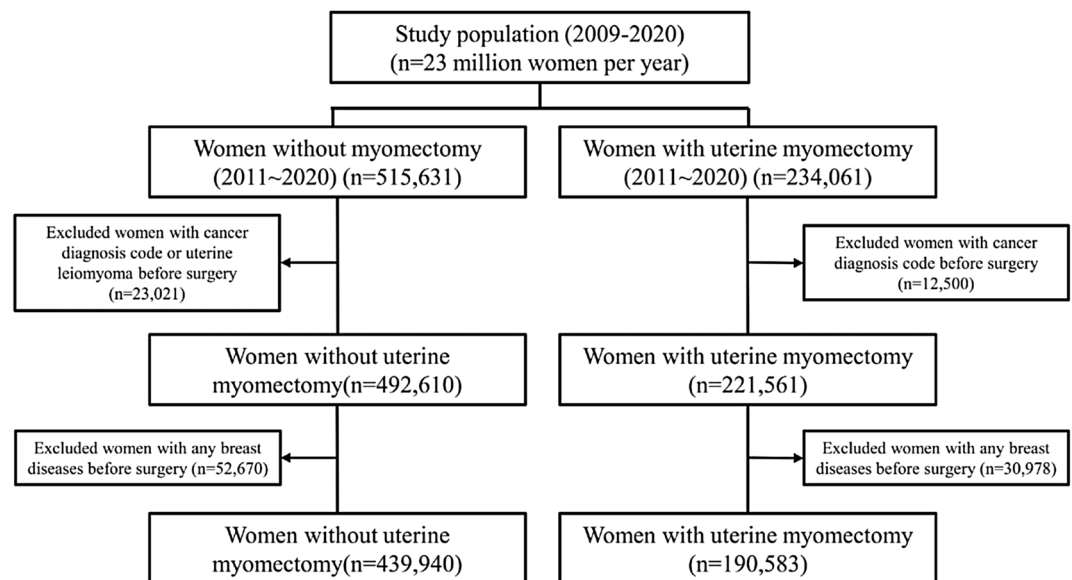 Study population (2009-2020)
(n=23 million women per year)
Women without myomectomy
(2011~2020) (n=515,631)
Women with uterine myomectomy
(2011~2020) (n=234,061)
Excluded women with cancer
diagnosis code or uterine
leiomyoma before surgery
(n=23,021)
Excluded women with cancer
diagnosis code before surgery
(n=12,500)
Women without uterine
myomectomy(n=492,610)
Women with uterine myomectomy
(n=221,561)
Excluded women with any breast
diseases before surgery (n=52,670)
Excluded women with any breast
diseases before surgery (n=30,978)
Women without uterine
myomectomy(n=439,940)
Women with uterine myomectomy
(n=190,583)